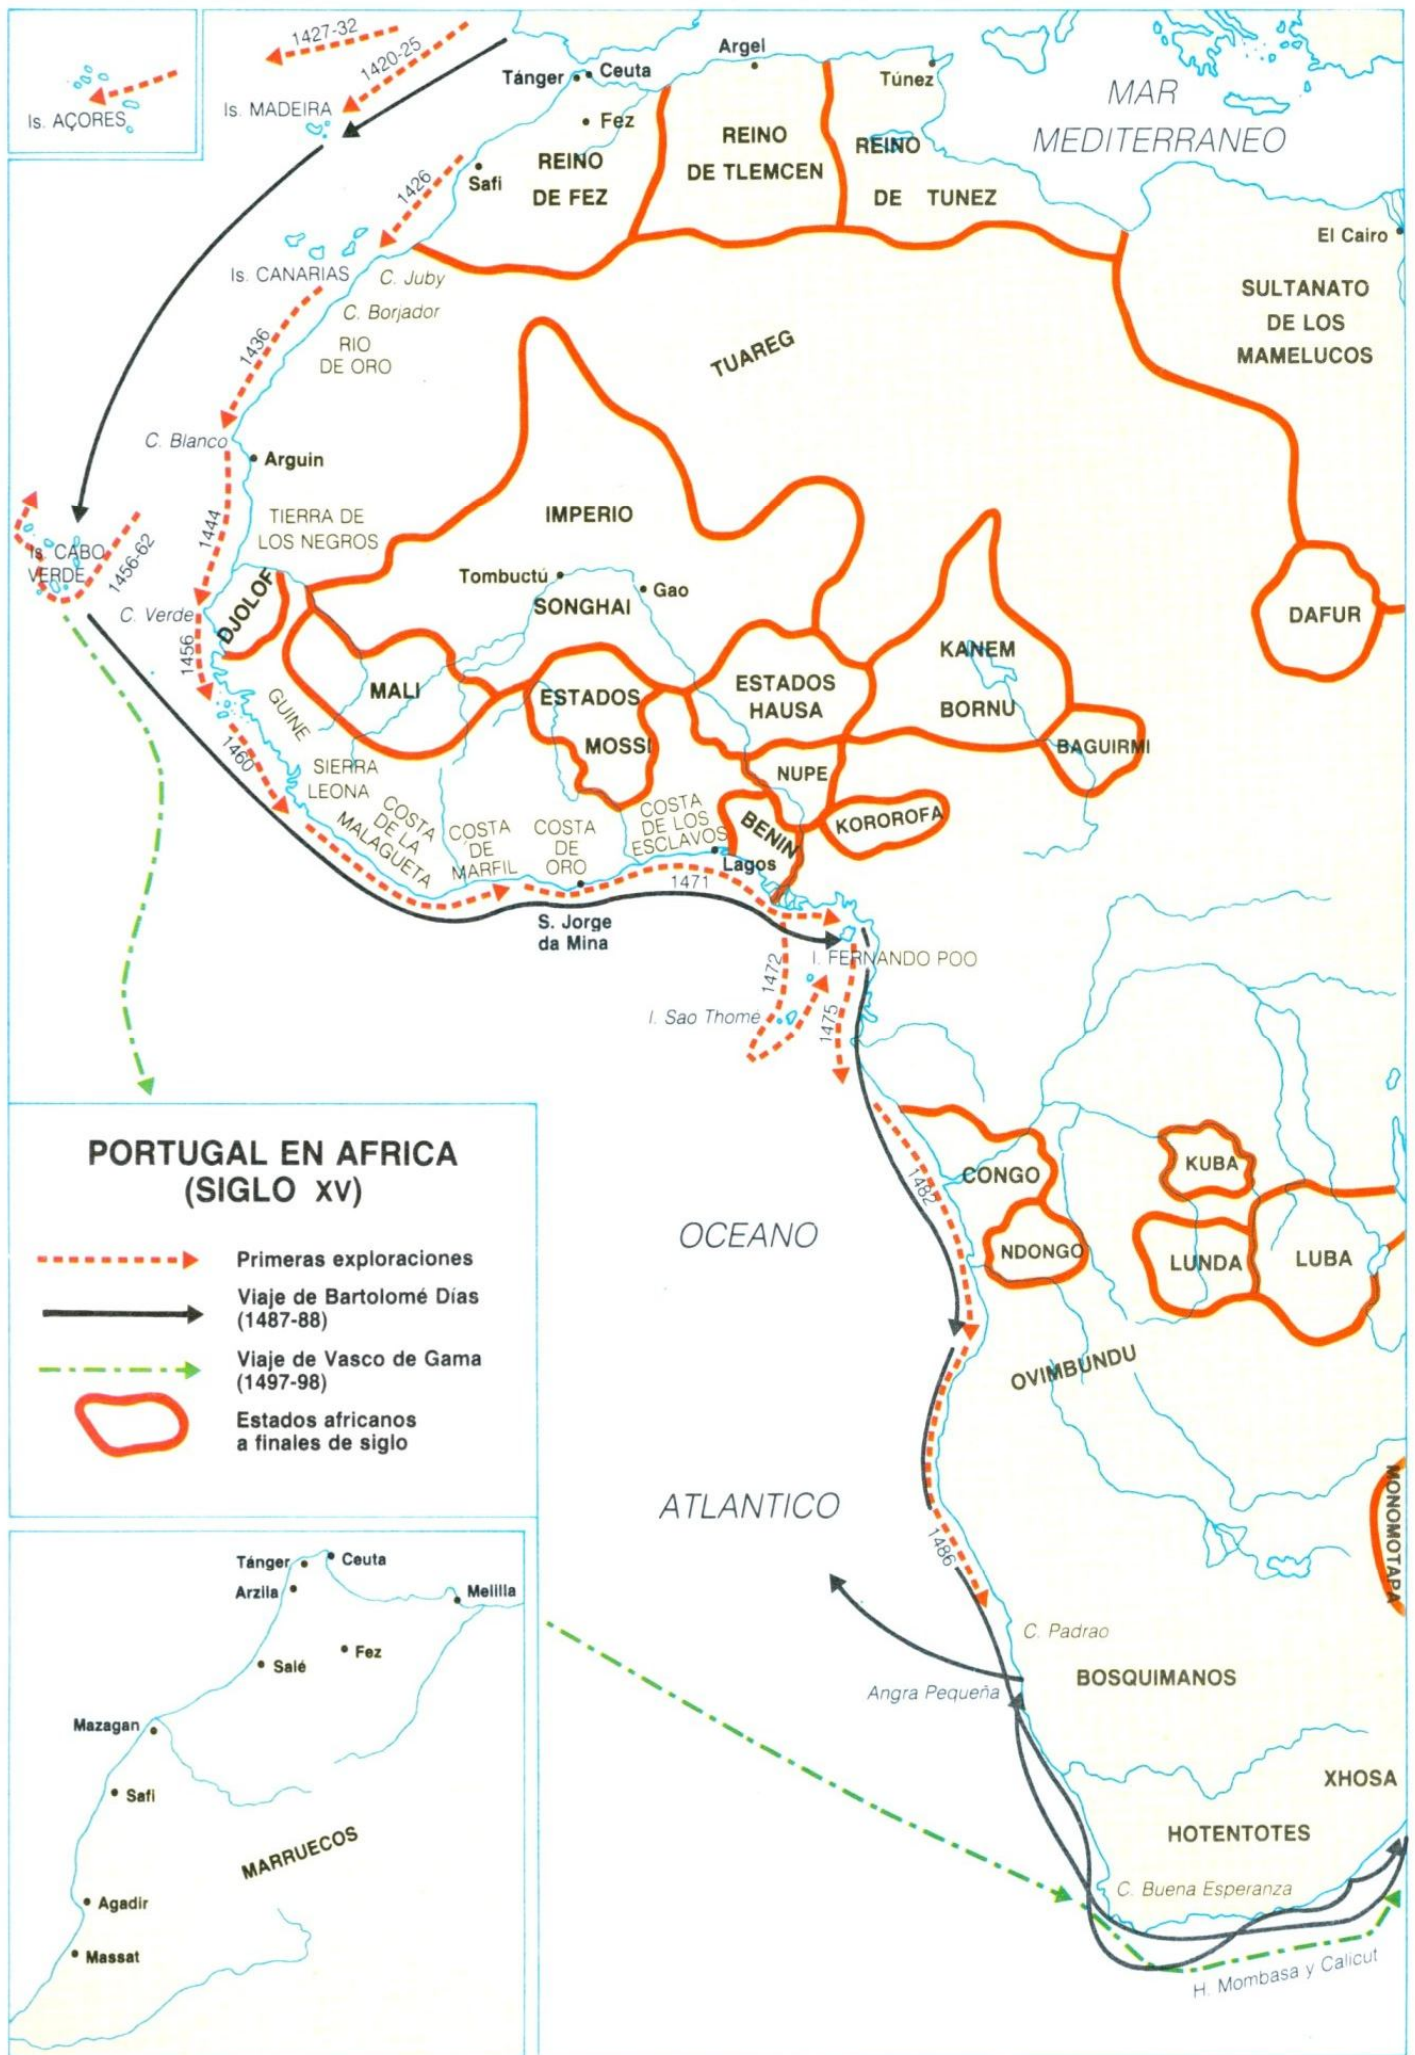 1427-32
1420-25
Is. AÇORES
Is. MADEIRA
Tánger
Ceuta
Argel
Túnez
MAR
MEDITERRANEO
Fez
Safi
REINO
DE FEZ
REINO
DE TLEMCEN
REINO
DE TUNEZ
1426
El Cairo
Is. CANARIAS
C. Juby
C. Borjador
RIO
DE ORO
1436
TUAREG
SULTANATO
DE LOS
MAMELUCOS
C. Blanco
Arguin
1444
TIERRA DE
LOS NEGROS
IMPERIO
SONGHAI
Tombuctú
Gao
Is. CABO
VERDE
1456-62
C. Verde
DJOLOF
1456
DAFUR
MALI
ESTADOS
MOSSI
ESTADOS
HAUSA
KANEM
BORNU
BAGUIRMI
GUINE
1460
SIERRA
LEONA
COSTA
DE LA
MALAGUETA
COSTA
DE
MARFIL
COSTA
DE
ORO
COSTA
DE LOS
ESCLAVOS
NUPE
BENIN
KOROROFA
Lagos
1471
S. Jorge
da Mina
1472
I. FERNANDO POO
I. Sao Thomé
1475
PORTUGAL EN AFRICA
(SIGLO XV)
Primeras exploraciones
Viaje de Bartolomé Días
(1487-88)
Viaje de Vasco de Gama
(1497-98)
Estados africanos
a finales de siglo
1482
CONGO
NDONGO
KUBA
LUNDA
LUBA
OCEANO
ATLANTICO
OVIMBUNDU
MONOMOTAPA
1486
C. Padrao
Angra Pequeña
BOSQUIMANOS
XHOSA
HOTENTOTES
C. Buena Esperanza
H. Mombasa y Calicut
Tánger
Ceuta
Arzila
Melilla
Salé
Fez
Mazagan
Safi
MARRUECOS
Agadir
Massat